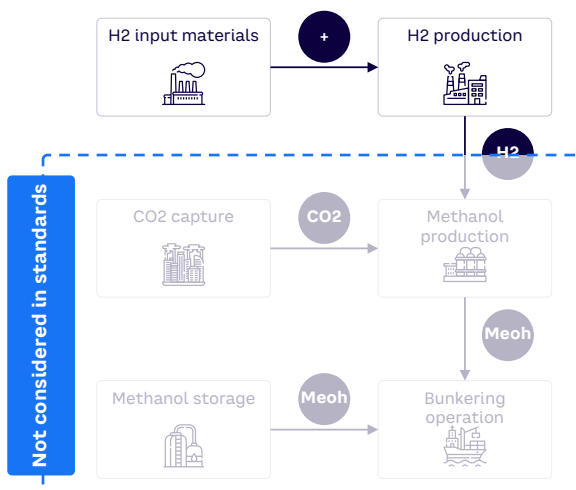 H2 input materials
+
H2 production
H2
Not considered in standards
CO2 capture
CO2
Methanol
production
Meoh
Methanol storage
Meoh
Bunkering
operation